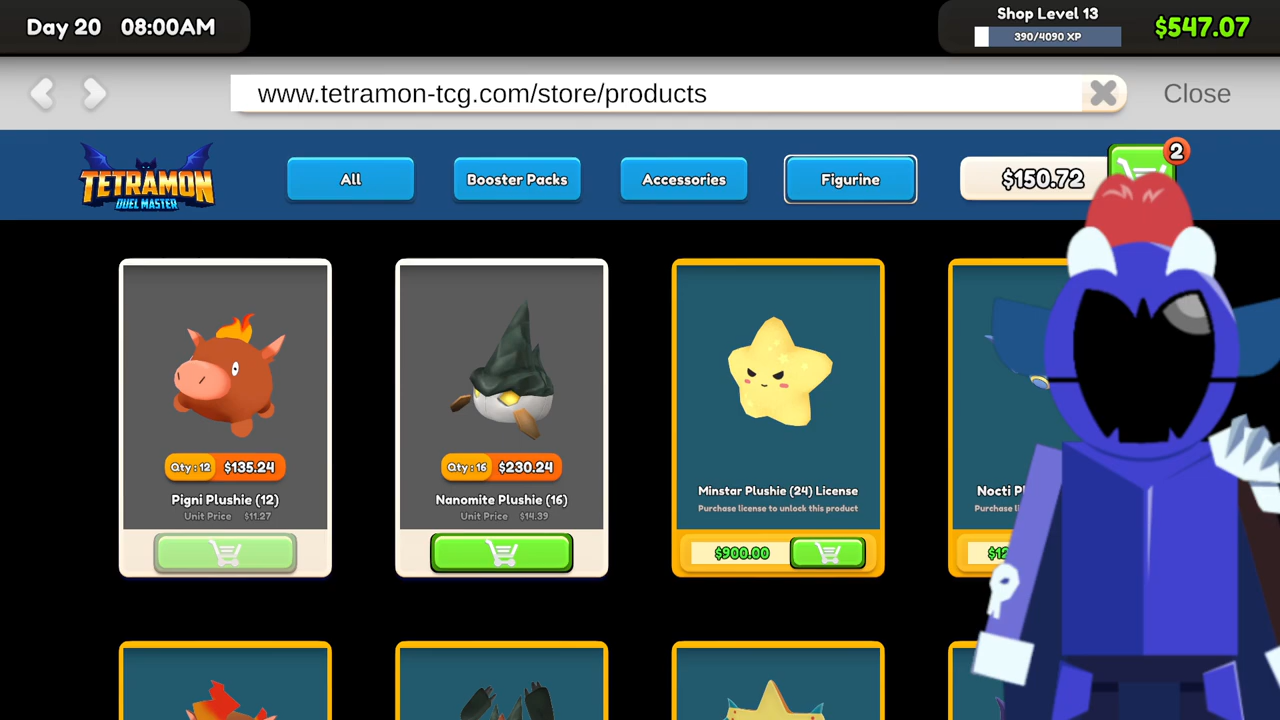 Day 20 08:00AM
Shop Level 13
390/4090 XP
$547.07
www.tetramon-tcg.com/store/products
Close
TETRAMON
DUEL MASTER
All
Booster Packs
Accessories
Figurine
$150.72
2
Qty : 12 $135.24
Pigni Plushie (12)
Unit Price $11.27
Qty : 16 $230.24
Nanomite Plushie (16)
Unit Price $14.39
Minstar Plushie (24) License
Purchase license to unlock this product
$900.00
Nocti
Purchase